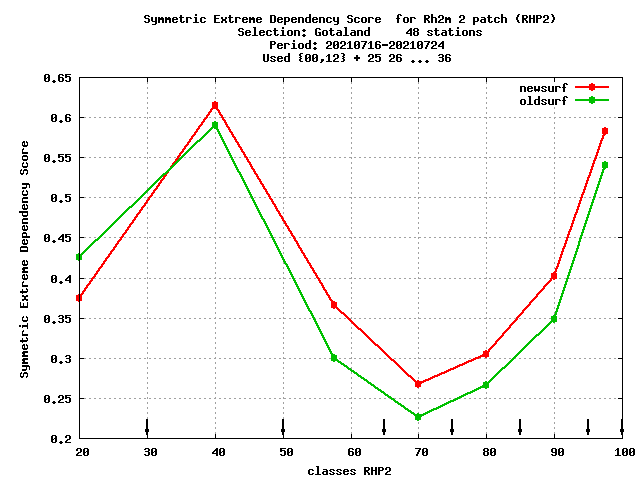 Symmetric Extreme Dependency Score  for Rh2m 2 patch (RHP2)
Selection: Gotaland     48 stations
Period: 20210716-20210724
Used {00,12} + 25 26 ... 36
newsurf
oldsurf
Symmetric Extreme Dependency Score
0.65
0.6
0.55
0.5
0.45
0.4
0.35
0.3
0.25
0.2
20 30 40 50 60 70 80 90 100
classes RHP2